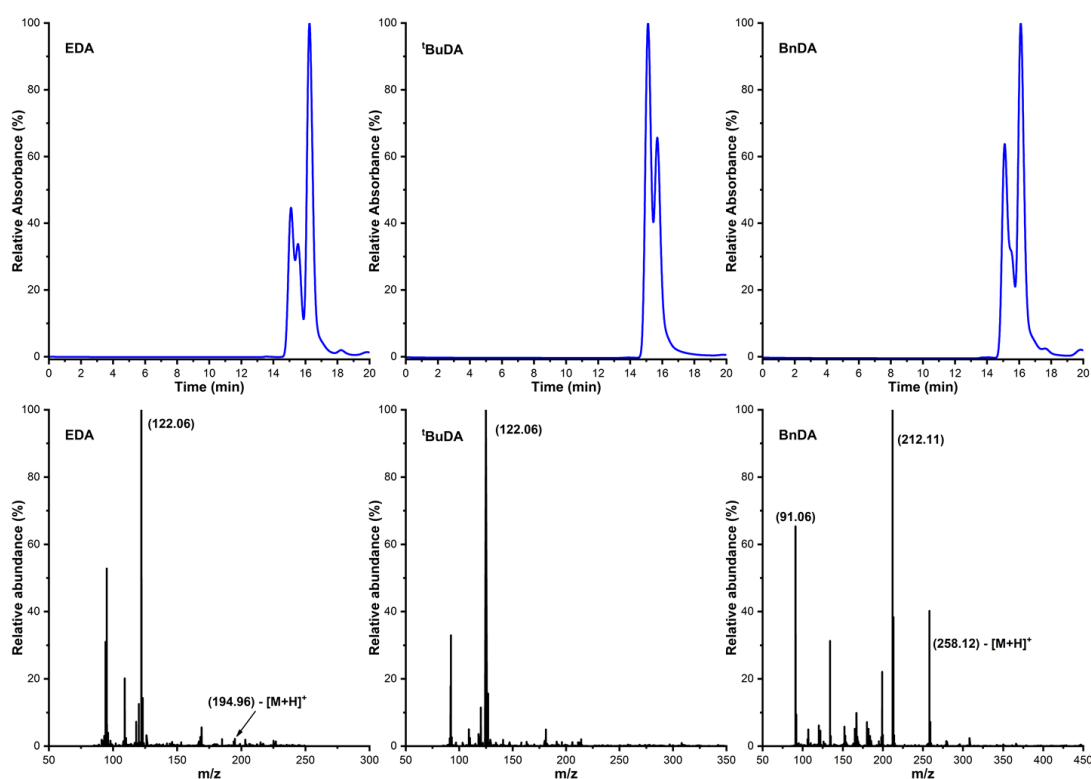 EDA
Relative Absorbance (%)
100
80
60
40
20
0
0 2 4 6 8 10 12 14 16 18 20
Time (min)
ᵗBuDA
Relative Absorbance (%)
100
80
60
40
20
0
0 2 4 6 8 10 12 14 16 18 20
Time (min)
BnDA
Relative Absorbance (%)
100
80
60
40
20
0
0 2 4 6 8 10 12 14 16 18 20
Time (min)
EDA
(122.06)
(194.96) - [M+H]⁺
Relative abundance (%)
100
80
60
40
20
0
50 100 150 200 250 300
m/z
ᵗBuDA
(122.06)
Relative abundance (%)
100
80
60
40
20
0
50 100 150 200 250 300 350
m/z
BnDA
(212.11)
(91.06)
(258.12) - [M+H]⁺
Relative abundance (%)
100
80
60
40
20
0
50 100 150 200 250 300 350 400 450
m/z